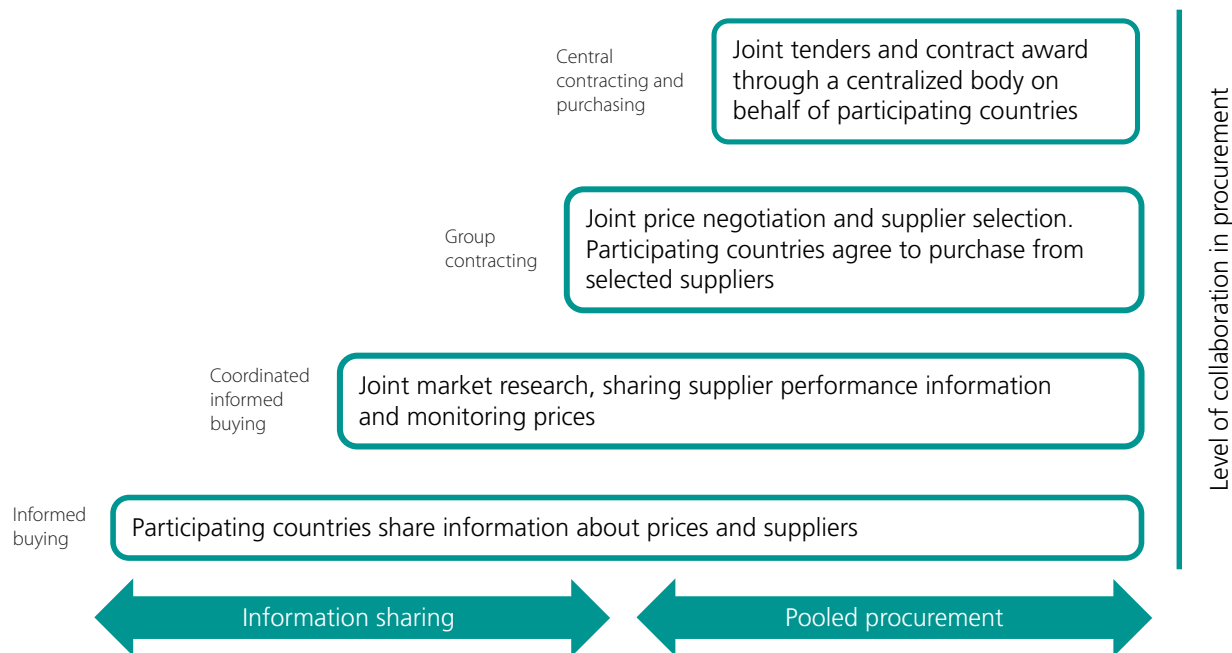 Central
contracting and
purchasing
Joint tenders and contract award
through a centralized body on
behalf of participating countries
Group
contracting
Joint price negotiation and supplier selection.
Participating countries agree to purchase from
selected suppliers
Coordinated
informed
buying
Joint market research, sharing supplier performance information
and monitoring prices
Informed
buying
Participating countries share information about prices and suppliers
Information sharing
Pooled procurement
Level of collaboration in procurement